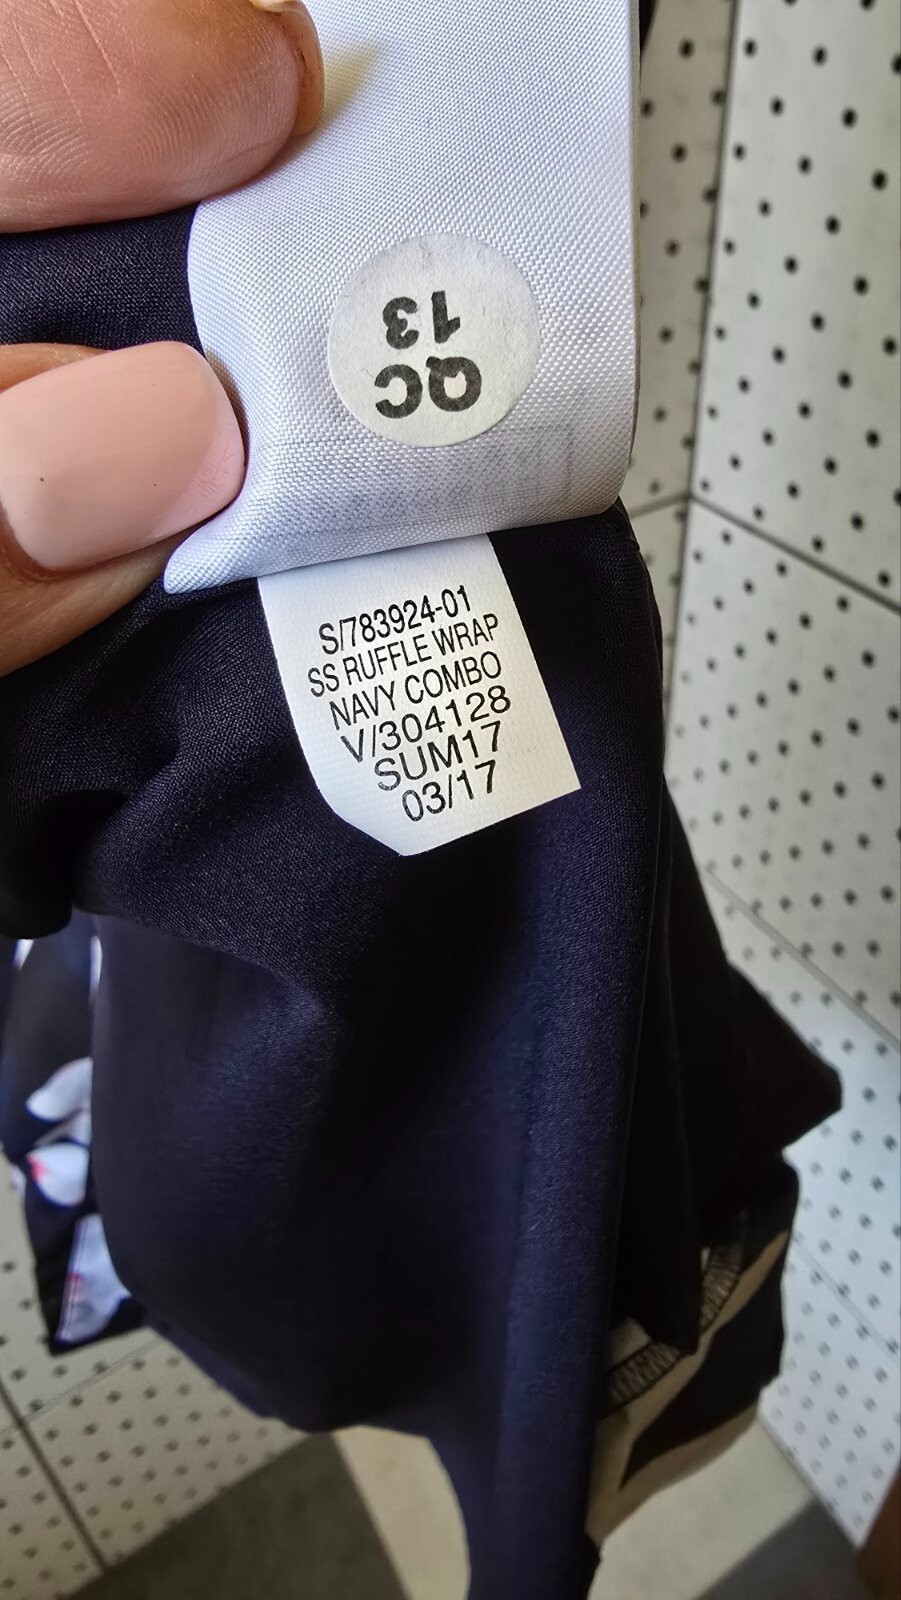 QC
13
S/783924-01
SS RUFFLE WRAP
NAVY COMBO
V/304128
SUM17
03/17